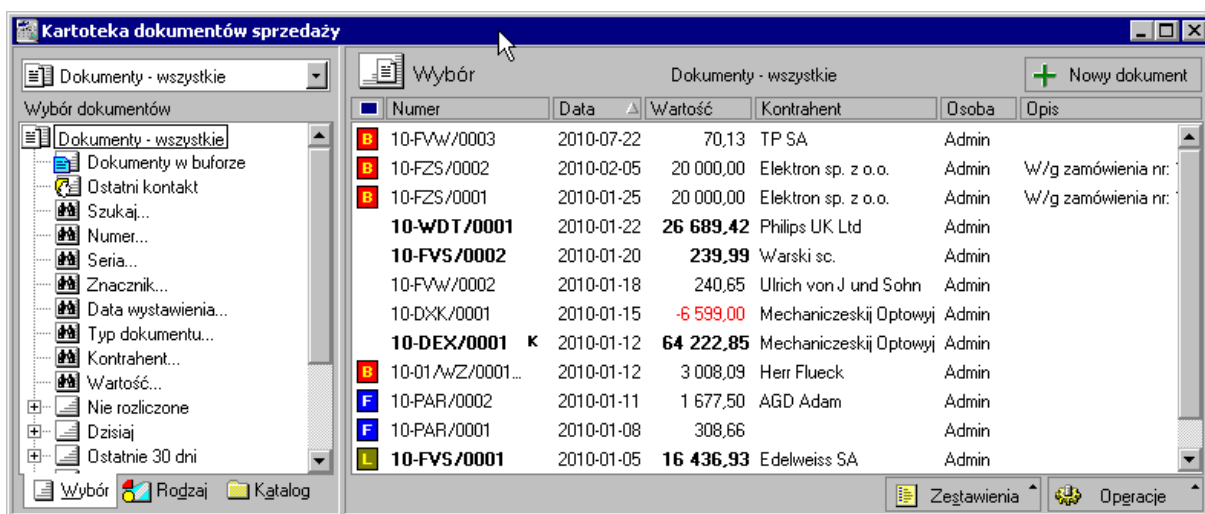 Kartoteka dokumentów sprzedaży
Dokumenty - wszystkie
Wybór dokumentów
Dokumenty - wszystkie
Dokumenty w buforze
Ostatni kontakt
Szukaj...
Numer...
Seria...
Znacznik...
Data wystawienia...
Typ dokumentu...
Kontrahent...
Wartość...
Nie rozliczone
Dzisiaj
Ostatnie 30 dni
Wybór Rodzaj Katalog
Wybór Dokumenty - wszystkie Nowy dokument
Numer Data Wartość Kontrahent Osoba Opis
B 10-FVW/0003 2010-07-22 70,13 TP SA Admin
B 10-FZS/0002 2010-02-05 20 000,00 Elektron sp. z o.o. Admin W/g zamówienia nr:
B 10-FZS/0001 2010-01-25 20 000,00 Elektron sp. z o.o. Admin W/g zamówienia nr:
10-WDT/0001 2010-01-22 26 689,42 Philips UK Ltd Admin
10-FVS/0002 2010-01-20 239,99 Warski sc. Admin
10-FVW/0002 2010-01-18 240,65 Ulrich von J und Sohn Admin
10-DXK/0001 2010-01-15 -6 599,00 Mechaniczeskij Optowyj Admin
10-DEX/0001 K 2010-01-12 64 222,85 Mechaniczeskij Optowyj Admin
B 10-01/WZ/0001... 2010-01-12 3 008,09 Herr Flueck Admin
F 10-PAR/0002 2010-01-11 1 677,50 AGD Adam Admin
F 10-PAR/0001 2010-01-08 308,66 Admin
L 10-FVS/0001 2010-01-05 16 436,93 Edelweiss SA Admin
Zestawienia Operacje